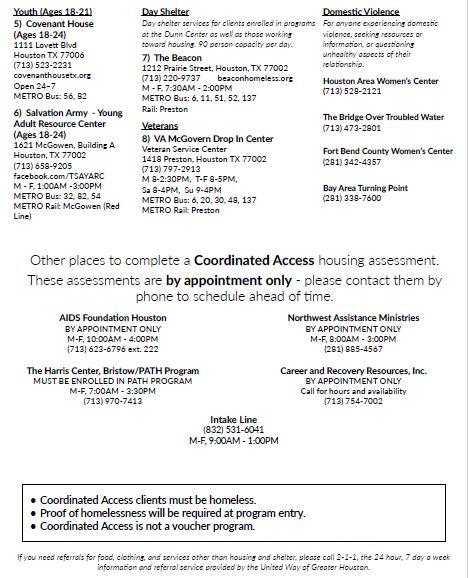 Youth (Ages 18-21)
5) Covenant House
(Ages 18-24)
1111 Lovett Blvd
Houston TX 77006
(713) 523-2231
covenanthousetx.org
Open 24–7
METRO Bus: 56, 82
6) Salvation Army - Young
Adult Resource Center
(Ages 18-24)
1621 McGowen, Building A
Houston, TX 77002
(713) 658-9205
facebook.com/TSAYARC
M - F, 1:00AM -3:00PM
METRO Bus: 32, 82, 54
METRO Rail: McGowen (Red
Line)
Day Shelter
Day shelter services for clients enrolled in programs
at the Dunn Center as well as those working
toward housing. 90 person capacity per day.
7) The Beacon
1212 Prairie Street, Houston, TX 77002
(713) 220-9737 beaconhomeless.org
M - F, 7:30AM - 2:00PM
METRO Bus: 6, 11, 51, 52, 137
Rail: Preston
Veterans
8) VA McGovern Drop In Center
Veteran Service Center
1418 Preston, Houston TX 77002
(713) 797-2913
M 8-2:30PM, T-F 8-5PM,
Sa 8-4PM, Su 9-4PM
METRO Bus: 6, 20, 30, 48, 137
METRO Rail: Preston
Domestic Violence
For anyone experiencing domestic
violence, seeking resources or
information, or questioning
unhealthy aspects of their
relationship.
Houston Area Women's Center
(713) 528-2121
The Bridge Over Troubled Water
(713) 473-2801
Fort Bend County Women's Center
(281) 342-4357
Bay Area Turning Point
(281) 338-7600
Other places to complete a Coordinated Access housing assessment.
These assessments are by appointment only - please contact them by
phone to schedule ahead of time.
AIDS Foundation Houston
BY APPOINTMENT ONLY
M-F, 10:00AM - 4:00PM
(713) 623-6796 ext. 222
Northwest Assistance Ministries
BY APPOINTMENT ONLY
M-F, 8:00AM - 3:00PM
(281) 885-4567
The Harris Center, Bristow/PATH Program
MUST BE ENROLLED IN PATH PROGRAM
M-F, 7:00AM - 3:30PM
(713) 970-7413
Career and Recovery Resources, Inc.
BY APPOINTMENT ONLY
Call for hours and availability
(713) 754-7002
Intake Line
(832) 531-6041
M-F, 9:00AM - 1:00PM
• Coordinated Access clients must be homeless.
• Proof of homelessness will be required at program entry.
• Coordinated Access is not a voucher program.
If you need referrals for food, clothing, and services other than housing and shelter, please call 2-1-1, the 24 hour, 7 day a week
information and referral service provided by the United Way of Greater Houston.